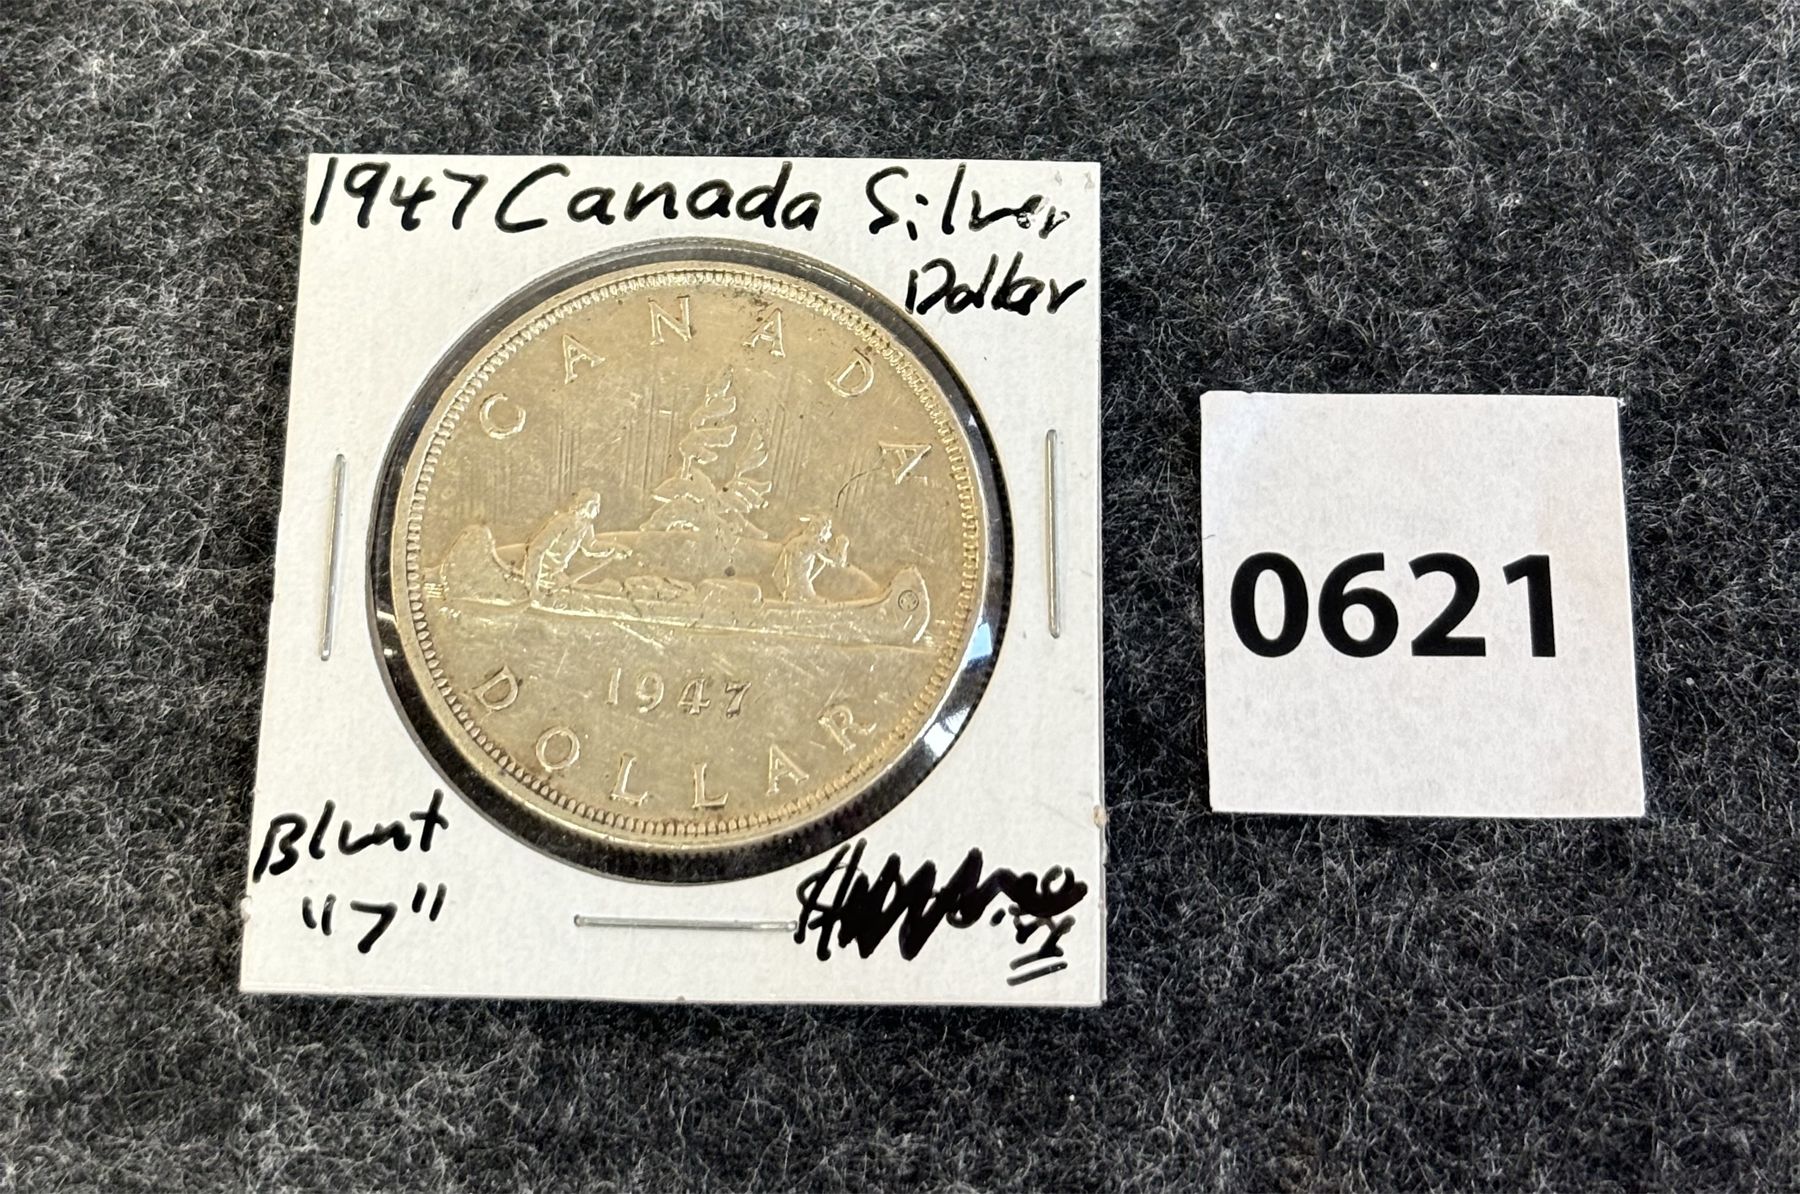 1947 Canada Silver
Dollar
CANADA
1947
DOLLAR
Blunt
"7"
0621